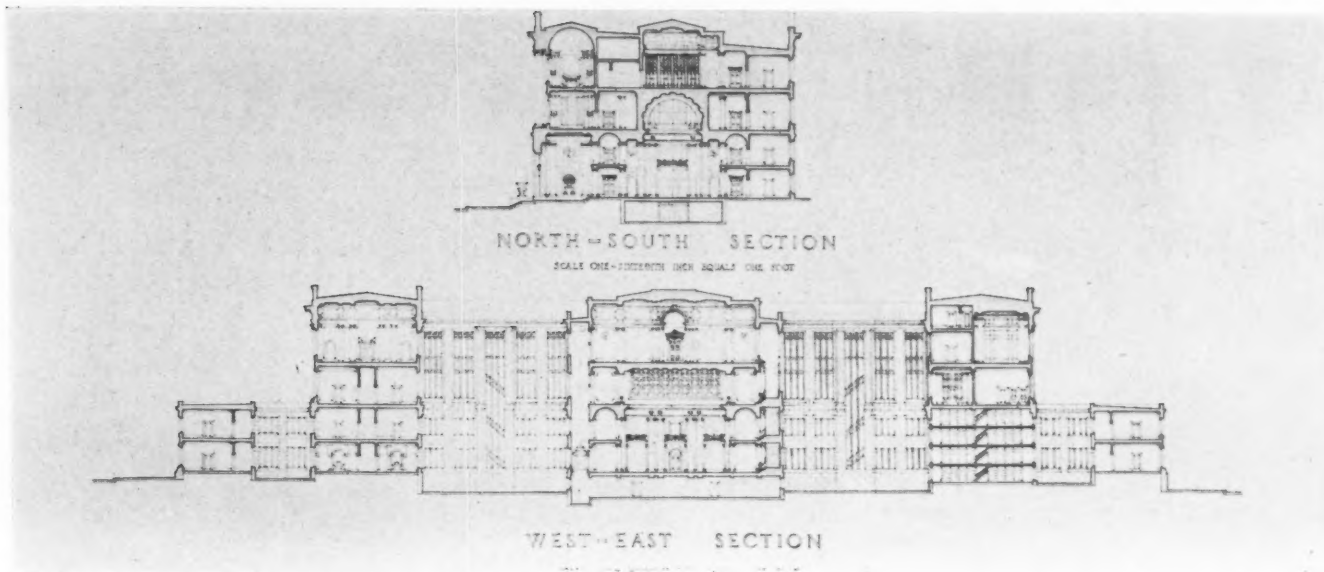 NORTH-SOUTH SECTION
SCALE ONE-SIXTEENTH INCH EQUALS ONE FOOT
WEST-EAST SECTION